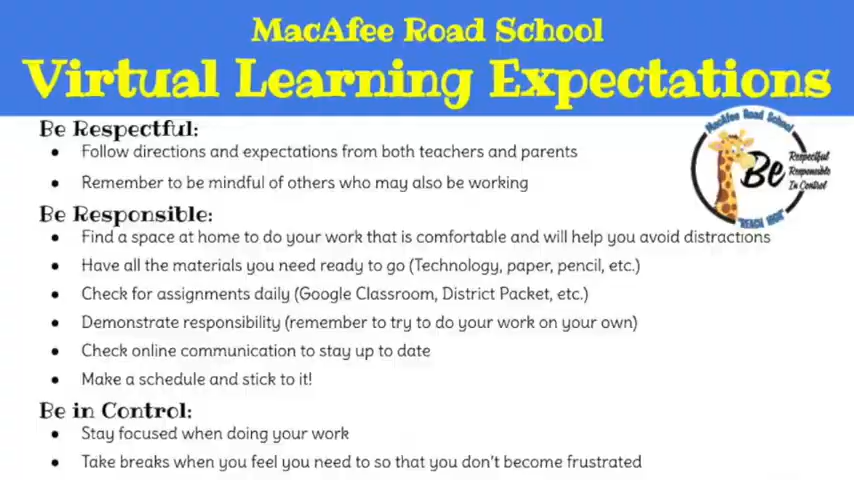 MacAfee Road School
Virtual Learning Expectations
Be Respectful:
• Follow directions and expectations from both teachers and parents
• Remember to be mindful of others who may also be working
MacAfee Road School
Be
Respectful
Responsible
In Control
"REACH HIGH"
Be Responsible:
• Find a space at home to do your work that is comfortable and will help you avoid distractions
• Have all the materials you need ready to go (Technology, paper, pencil, etc.)
• Check for assignments daily (Google Classroom, District Packet, etc.)
• Demonstrate responsibility (remember to try to do your work on your own)
• Check online communication to stay up to date
• Make a schedule and stick to it!
Be in Control:
• Stay focused when doing your work
• Take breaks when you feel you need to so that you don't become frustrated